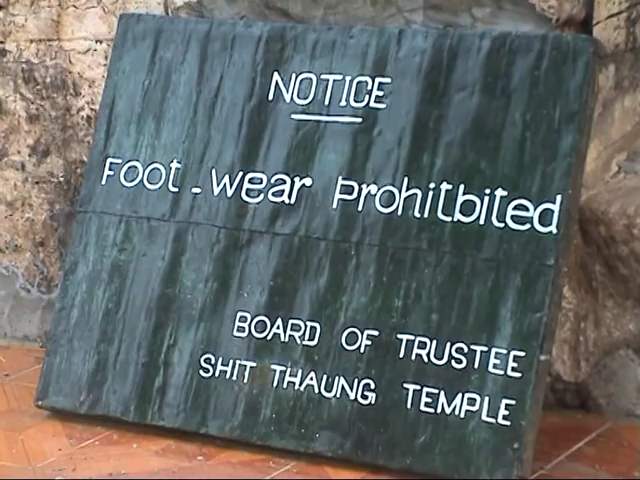 NOTICE
Foot-wear Prohitbited
BOARD OF TRUSTEE
SHIT THAUNG TEMPLE